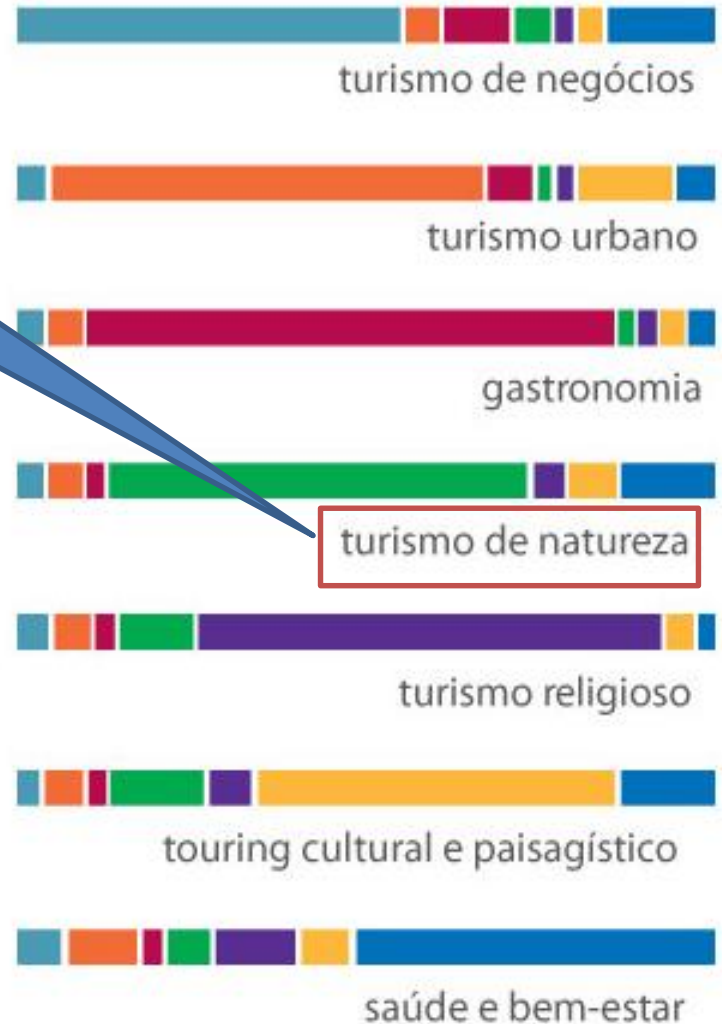 turismo de negócios
turismo urbano
gastronomia
turismo de natureza
turismo religioso
touring cultural e paisagístico
saúde e bem-estar